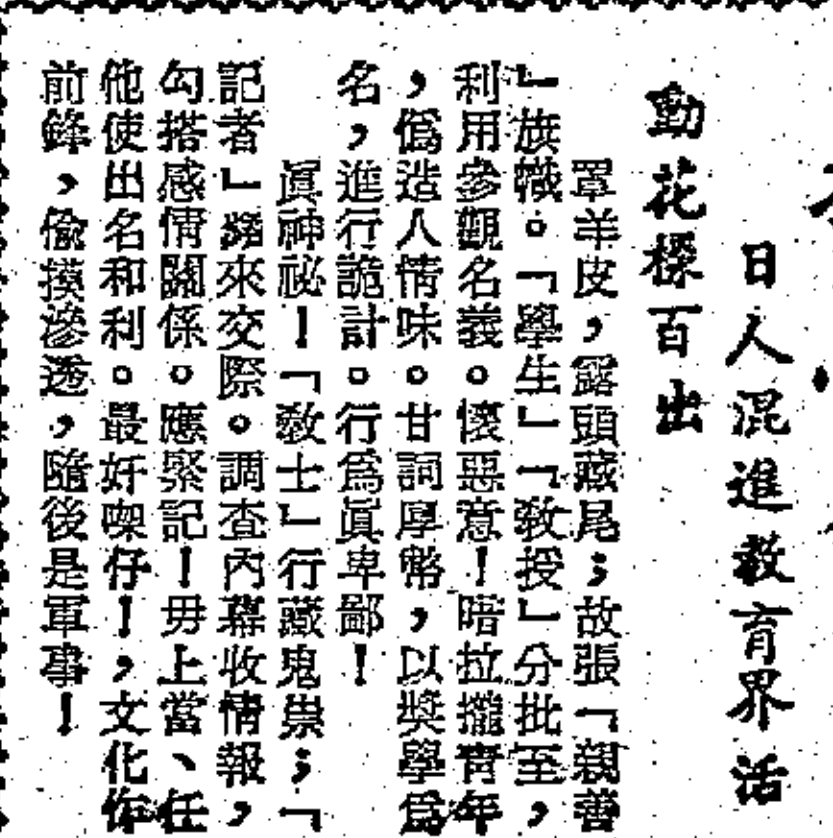 日人混進教育界活
動花樣百出
罩羊皮，露頭藏尾；故張「親善
」旗幟。「學生」「教授」分批至，
利用參觀名義。懷惡意！暗拉攏青年
，僞造人情味。甘詞厚幣，以奬學爲
名，進行詭計。行爲眞卑鄙！
眞神祕！「教士」行藏鬼祟；「
記者」來交際。調查內幕收情報，
勾搭感情關係。應緊記！毋上當、任
他使出名和利。最奸㗎仔！，文化作
前鋒，偷摸滲透，隨後是軍事！